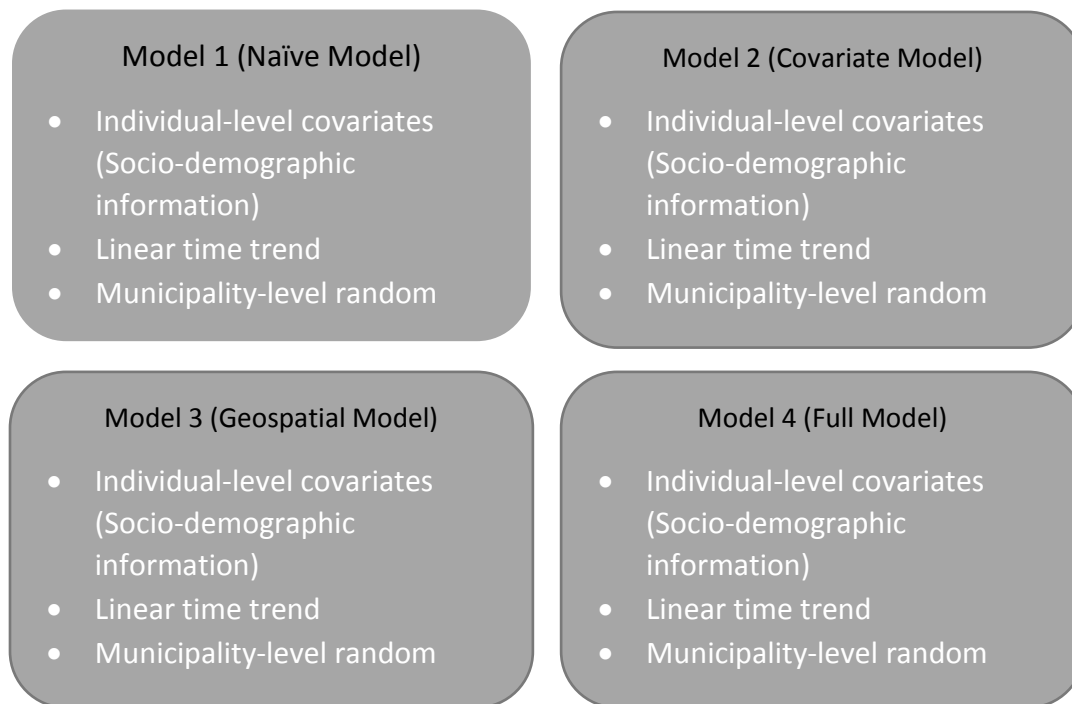 Model 1 (Naïve Model)
• Individual-level covariates
(Socio-demographic
information)
• Linear time trend
• Municipality-level random
Model 2 (Covariate Model)
• Individual-level covariates
(Socio-demographic
information)
• Linear time trend
• Municipality-level random
Model 3 (Geospatial Model)
• Individual-level covariates
(Socio-demographic
information)
• Linear time trend
• Municipality-level random
Model 4 (Full Model)
• Individual-level covariates
(Socio-demographic
information)
• Linear time trend
• Municipality-level random